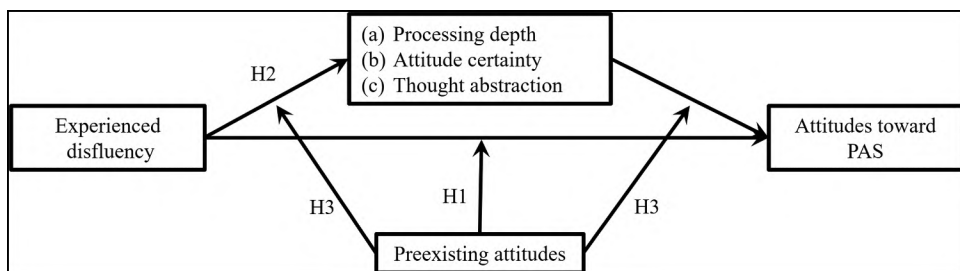 (a) Processing depth
(b) Attitude certainty
(c) Thought abstraction
H2
Experienced
disfluency
Attitudes toward
PAS
H3
H1
H3
Preexisting attitudes